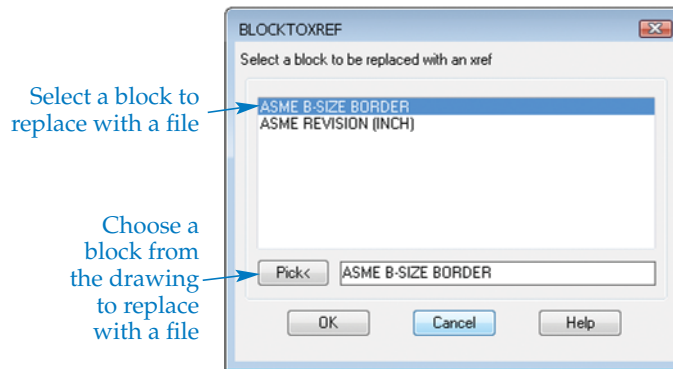 BLOCKTOXREF
Select a block to be replaced with an xref
Select a block to
replace with a file
ASME B-SIZE BORDER
ASME REVISION (INCH)
Choose a
block from
the drawing
to replace
with a file
Pick< ASME B-SIZE BORDER
OK Cancel Help